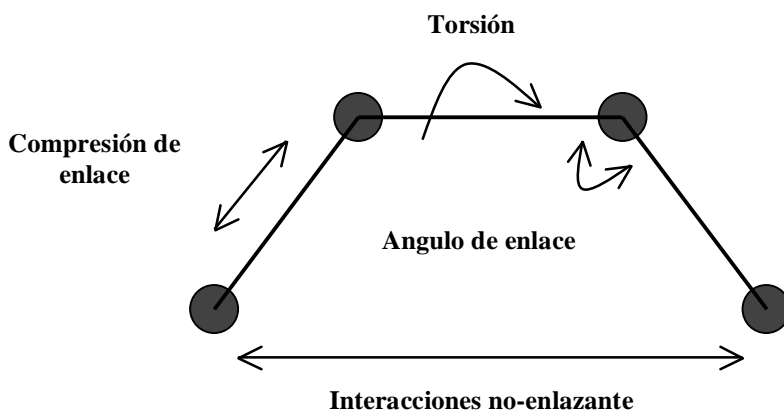 Torsión
Compresión de
enlace
Angulo de enlace
Interacciones no-enlazante